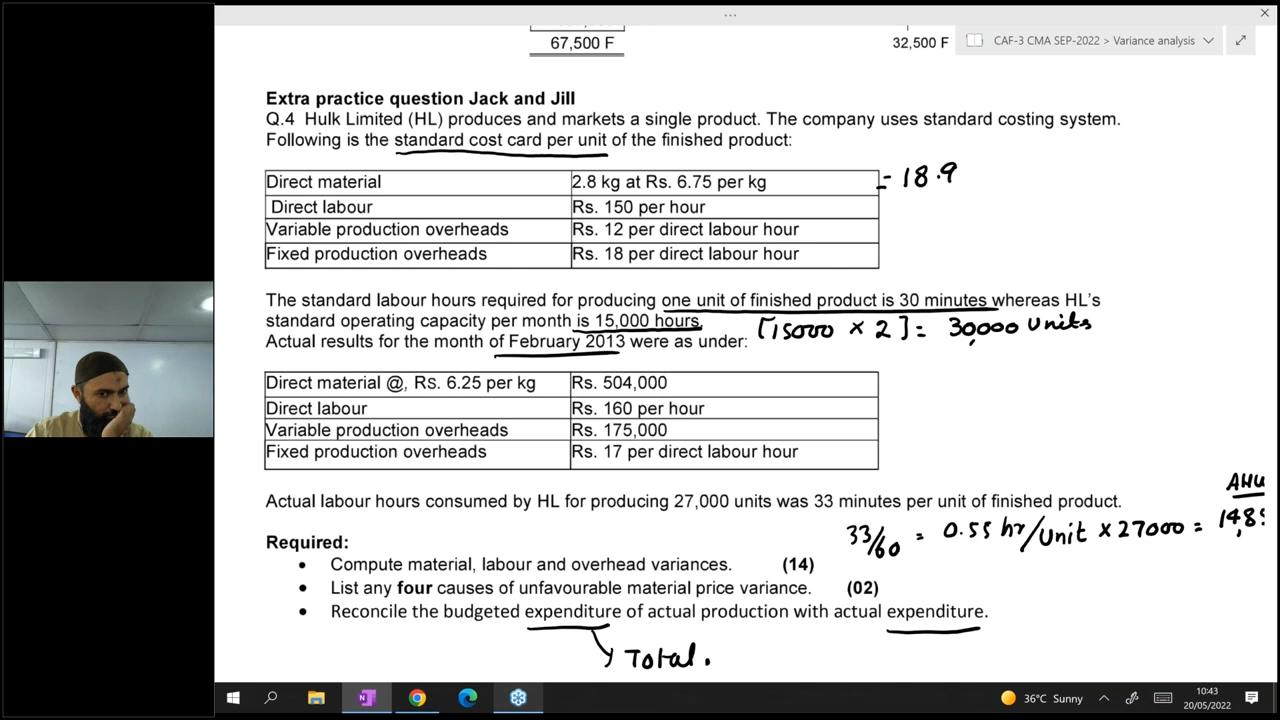 67,500 F
32,500 F
CAF-3 CMA SEP-2022 > Variance analysis
Extra practice question Jack and Jill
Q.4 Hulk Limited (HL) produces and markets a single product. The company uses standard costing system.
Following is the standard cost card per unit of the finished product:
Direct material 2.8 kg at Rs. 6.75 per kg = 18.9
Direct labour Rs. 150 per hour
Variable production overheads Rs. 12 per direct labour hour
Fixed production overheads Rs. 18 per direct labour hour
The standard labour hours required for producing one unit of finished product is 30 minutes whereas HL's
standard operating capacity per month is 15,000 hours. [15000 × 2] = 30,000 units
Actual results for the month of February 2013 were as under:
Direct material @, Rs. 6.25 per kg Rs. 504,000
Direct labour Rs. 160 per hour
Variable production overheads Rs. 175,000
Fixed production overheads Rs. 17 per direct labour hour
AHW
Actual labour hours consumed by HL for producing 27,000 units was 33 minutes per unit of finished product.
33/60 = 0.55 hr/unit × 27000 = 14,8
Required:
• Compute material, labour and overhead variances. (14)
• List any four causes of unfavourable material price variance. (02)
• Reconcile the budgeted expenditure of actual production with actual expenditure.
Total.
36°C Sunny
10:43
20/05/2022